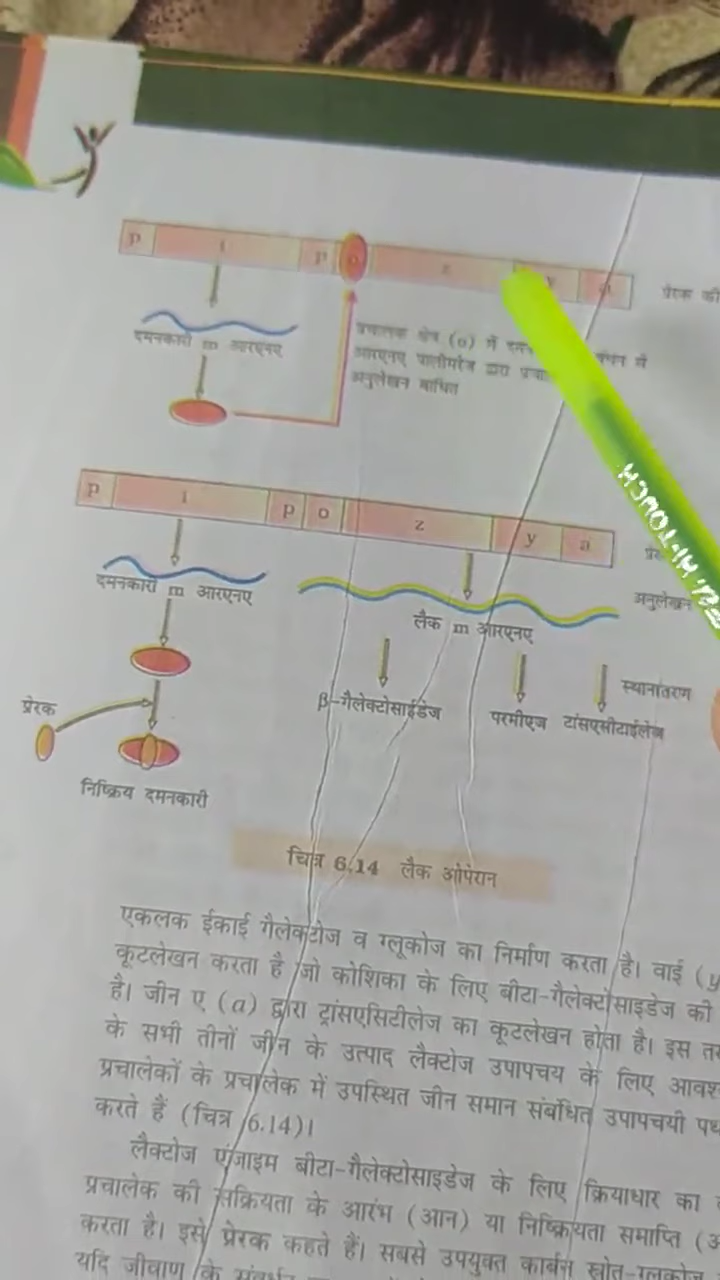 p i p o z y a
प्रेरक की
प्रचालक क्षेत्र (o) में
दमनकारी m आरएनए
आरएनए पालीमरेज द्वारा
अनुलेखन बाधित
p i p o z y a
दमनकारी m आरएनए
अनुलेखन
लैक m आरएनए
स्थानातरण
β-गैलेक्टोसाईडेज परमीएज टांसएसीटाईलेज
प्रेरक
निष्क्रिय दमनकारी
चित्र 6.14 लैक ओपेरान
एकलक ईकाई गैलेक्टोज व ग्लूकोज का निर्माण करता है। वाई (y
कूटलेखन करता है जो कोशिका के लिए बीटा-गैलेक्टोसाइडेज की
है। जीन ए (a) द्वारा ट्रांसएसिटीलेज का कूटलेखन होता है। इस
के सभी तीनों जीन के उत्पाद लैक्टोज उपापचय के लिए
प्रचालेकों के प्रचालेक में उपस्थित जीन समान संबंधित उपापचयी
करते हैं (चित्र 6.14)।
लैक्टोज एंजाइम बीटा-गैलेक्टोसाइडेज के लिए क्रियाधार का
प्रचालेक की सक्रियता के आरंभ (आन) या निष्क्रियता समाप्ति
करता है। इसे प्रेरक कहते हैं। सबसे उपयुक्त कार्बन स्रोत-ग्लूकोज
यदि जीवाणु के